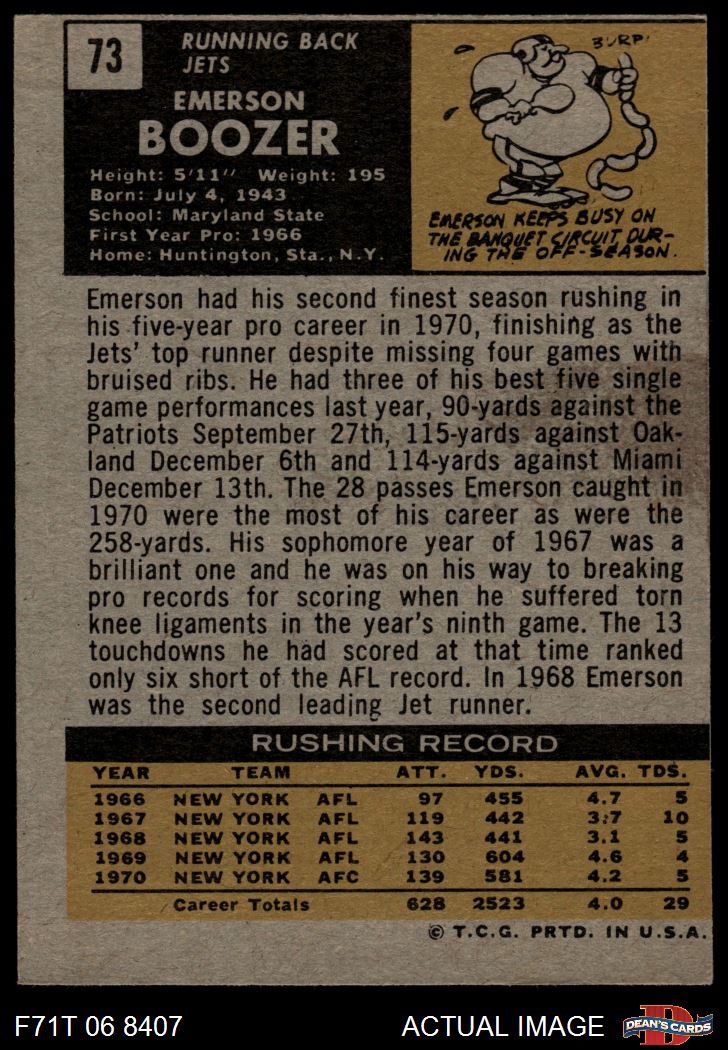 73
RUNNING BACK
JETS
EMERSON
BOOZER
Height: 5'11'' Weight: 195
Born: July 4, 1943
School: Maryland State
First Year Pro: 1966
Home: Huntington, Sta., N.Y.
BURP!
EMERSON KEEPS BUSY ON
THE BANQUET CIRCUIT DUR-
ING THE OFF-SEASON.
Emerson had his second finest season rushing in
his five-year pro career in 1970, finishing as the
Jets' top runner despite missing four games with
bruised ribs. He had three of his best five single
game performances last year, 90-yards against the
Patriots September 27th, 115-yards against Oak-
land December 6th and 114-yards against Miami
December 13th. The 28 passes Emerson caught in
1970 were the most of his career as were the
258-yards. His sophomore year of 1967 was a
brilliant one and he was on his way to breaking
pro records for scoring when he suffered torn
knee ligaments in the year's ninth game. The 13
touchdowns he had scored at that time ranked
only six short of the AFL record. In 1968 Emerson
was the second leading Jet runner.
RUSHING RECORD
YEAR TEAM ATT. YDS. AVG. TDS.
1966 NEW YORK AFL 97 455 4.7 5
1967 NEW YORK AFL 119 442 3.7 10
1968 NEW YORK AFL 143 441 3.1 5
1969 NEW YORK AFL 130 604 4.6 4
1970 NEW YORK AFC 139 581 4.2 5
Career Totals 628 2523 4.0 29
© T.C.G. PRTD. IN U.S.A.
F71T 06 8407 ACTUAL IMAGE
D
DEAN'S CARDS